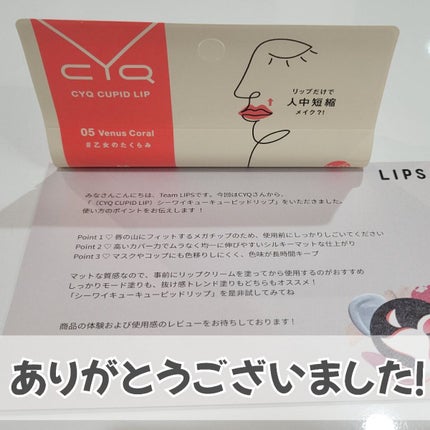 CYQ
CYQ CUPID LIP
05 Venus Coral
#乙女のたくらみ
リップだけで
人中短縮
メイク?!
LIPS
みなさんこんにちは、Team LIPSです。今回はCYQさんから、
「(CYQ CUPID LIP) シーワイキューキューピッドリップ」をいただきました。
使い方のポイントをお伝えします!
Point 1♡ 唇の山にフィットするメガチップのため、使用前にしっかりしごいてください
Point 2♡ 高いカバー力でムラなく均一に伸びやすいシルキーマットな仕上がり
Point 3♡ マスクやコップにも色移りしにくく、色味が長時間キープ
マットな質感なので、事前にリップクリームを塗ってから使用するのがおすすめ
しっかりモード塗りも、抜け感トレンド塗りもどちらもオススメ!
「シーワイキューキューピッドリップ」を是非試してみてね
商品の体験および使用感のレビューをお待ちしております!
ありがとうございました!